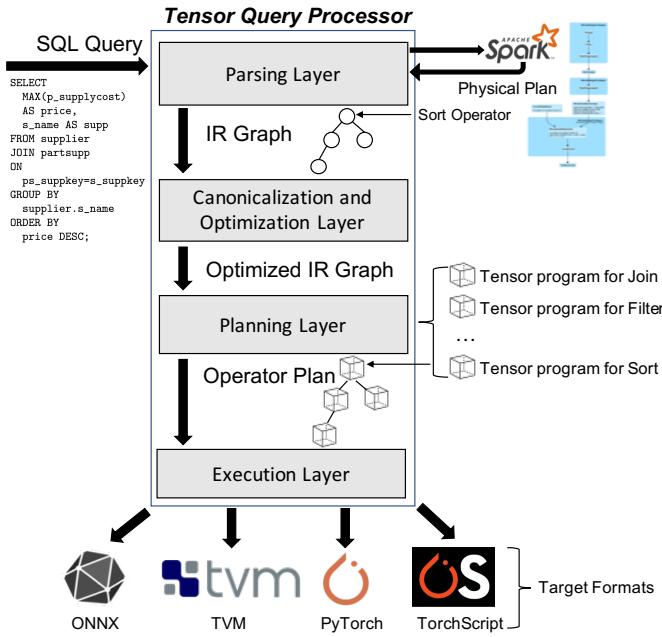 Tensor Query Processor
SQL Query
SELECT
MAX(p_supplycost)
AS price,
s_name AS supp
FROM supplier
JOIN partsupp
ON
ps_suppkey=s_suppkey
GROUP BY
supplier.s_name
ORDER BY
price DESC;
Parsing Layer
APACHE
Spark
Physical Plan
IR Graph
Sort Operator
Canonicalization and
Optimization Layer
Optimized IR Graph
Planning Layer
Tensor program for Join
Tensor program for Filter
...
Tensor program for Sort
Operator Plan
Execution Layer
tvm
S
ONNX
TVM
PyTorch
TorchScript
Target Formats